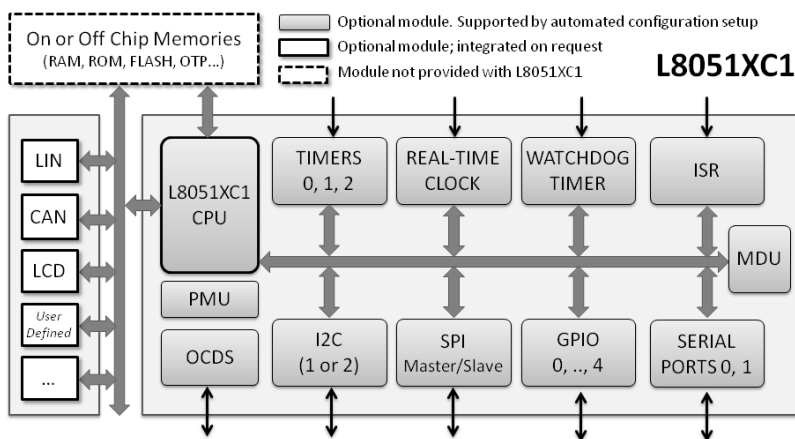 On or Off Chip Memories
(RAM, ROM, FLASH, OTP...)
Optional module. Supported by automated configuration setup
Optional module; integrated on request
Module not provided with L8051XC1
L8051XC1
LIN
CAN
LCD
User
Defined
...
L8051XC1
CPU
PMU
OCDS
TIMERS
0, 1, 2
REAL-TIME
CLOCK
WATCHDOG
TIMER
ISR
MDU
I2C
(1 or 2)
SPI
Master/Slave
GPIO
0, .., 4
SERIAL
PORTS 0, 1